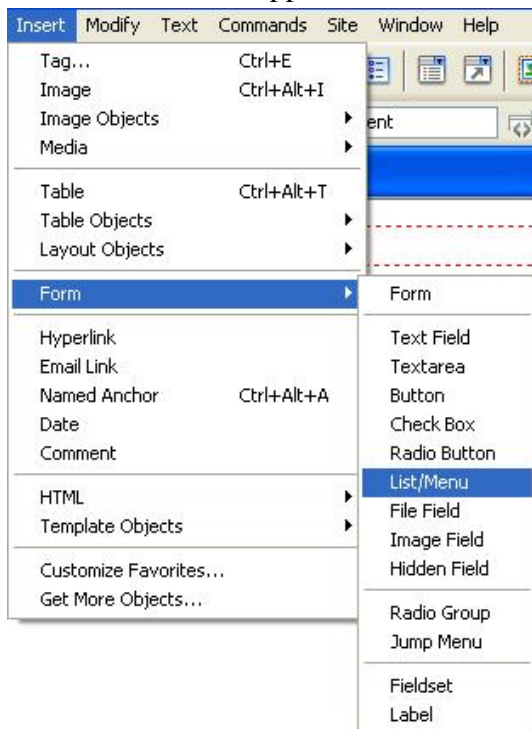 Insert Modify Text Commands Site Window Help
Tag... Ctrl+E
Image Ctrl+Alt+I
Image Objects
ent
Media
Table Ctrl+Alt+T
Table Objects
Layout Objects
Form
Form
Hyperlink
Email Link
Named Anchor Ctrl+Alt+A
Date
Comment
HTML
Template Objects
Customize Favorites...
Get More Objects...
Text Field
Textarea
Button
Check Box
Radio Button
List/Menu
File Field
Image Field
Hidden Field
Radio Group
Jump Menu
Fieldset
Label